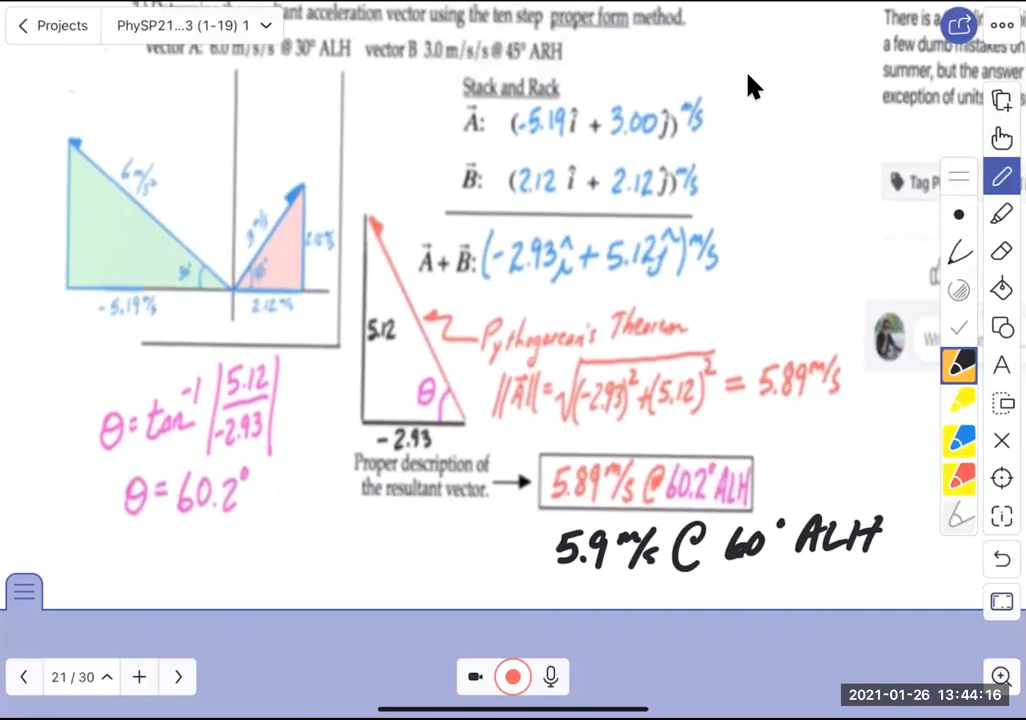 Projects
PhySP21...3 (1-19) 1
resultant acceleration vector using the ten step proper form method.
vector A: 6.0 m/s/s @ 30° ALH vector B 3.0 m/s/s @ 45° ARH
There is a
a few dumb mistakes on
summer, but the answer
exception of units
Stack and Rack
A: (-5.19î + 3.00ĵ) m/s
B: (2.12 î + 2.12ĵ) m/s
Tag P
6 m/s²
3 m/s
2.12 m/s
30°
-5.19 m/s
2.12 m/s
A + B: (-2.93î + 5.12ĵ) m/s
5.12
θ
-2.93
Pythagorean's Theorem
||A|| = √(-2.93)² + (5.12)² = 5.89 m/s
θ = tan⁻¹ |5.12 / -2.93|
θ = 60.2°
Proper description of
the resultant vector.
5.89 m/s @ 60.2° ALH
5.9 m/s @ 60° ALH
A
21 / 30
2021-01-26 13:44:16